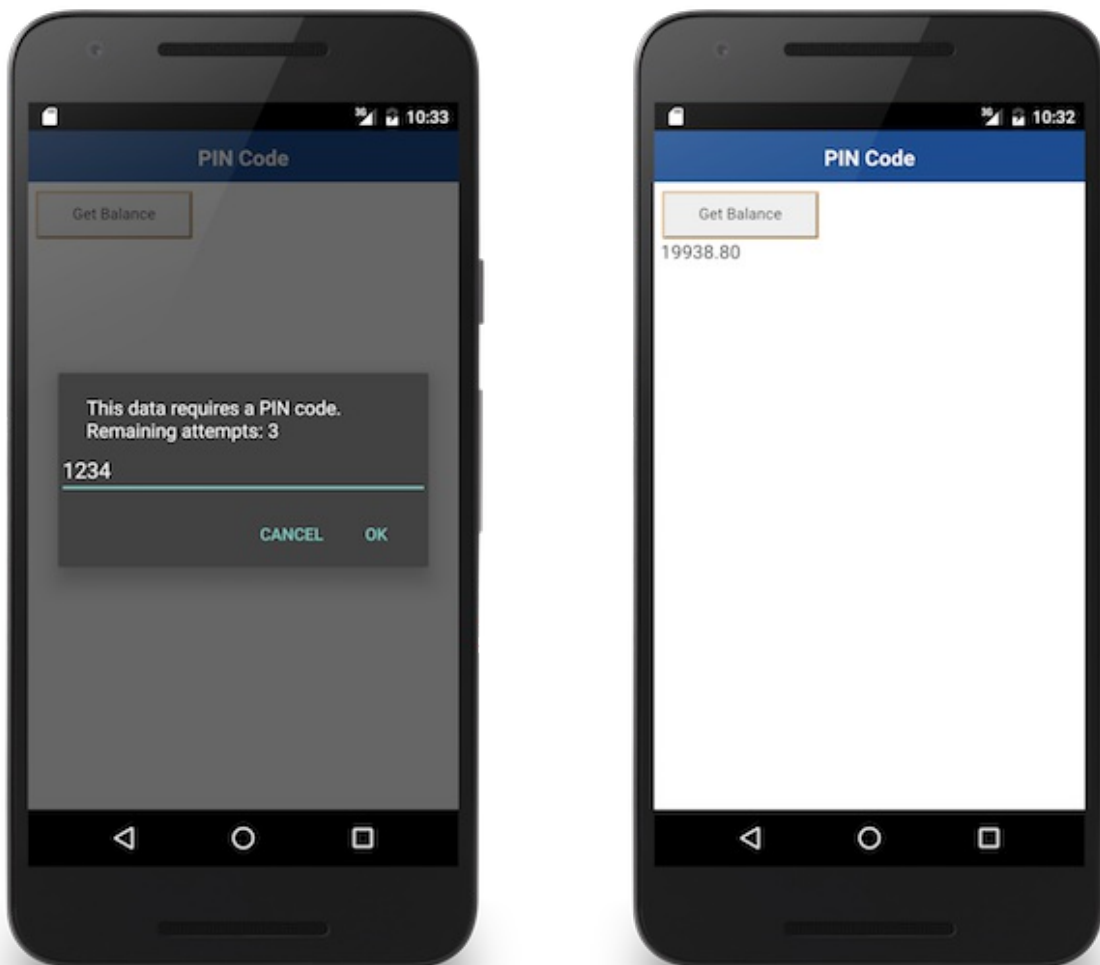 10:33
PIN Code
Get Balance
This data requires a PIN code.
Remaining attempts: 3
1234
CANCEL OK
10:32
PIN Code
Get Balance
19938.80